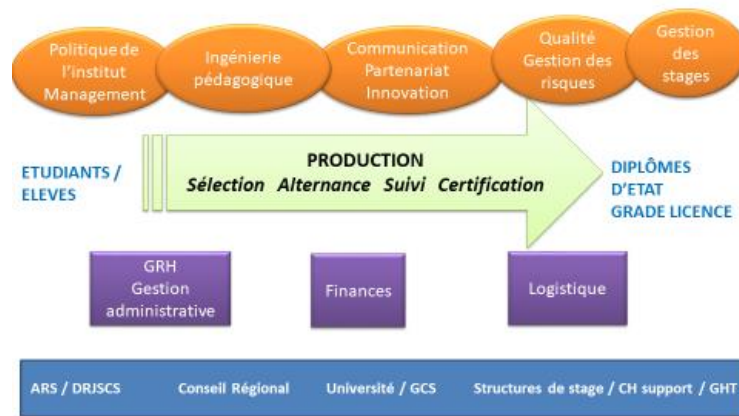 Politique de
l'institut
Management
Ingénierie
pédagogique
Communication
Partenariat
Innovation
Qualité
Gestion des
risques
Gestion
des
stages
ETUDIANTS /
ELEVES
PRODUCTION
Sélection Alternance Suivi Certification
DIPLÔMES
D'ETAT
GRADE LICENCE
GRH
Gestion
administrative
Finances
Logistique
ARS / DRJSCS Conseil Régional Université / GCS Structures de stage / CH support / GHT